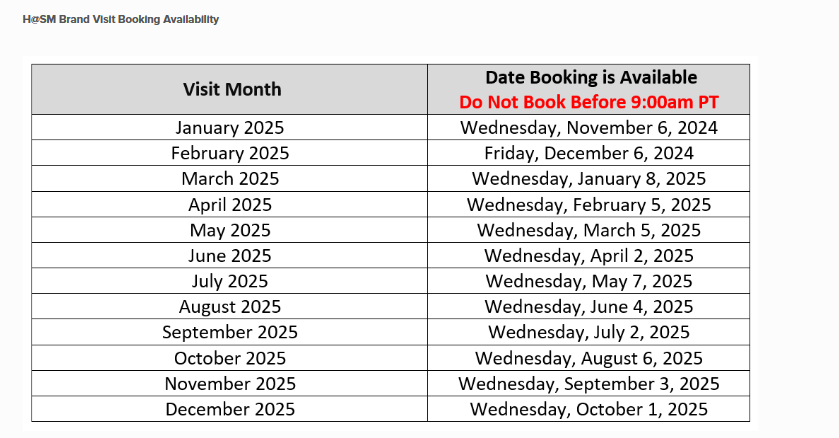 H@SM Brand Visit Booking Availability
Visit Month
Date Booking is Available
Do Not Book Before 9:00am PT
January 2025 Wednesday, November 6, 2024
February 2025 Friday, December 6, 2024
March 2025 Wednesday, January 8, 2025
April 2025 Wednesday, February 5, 2025
May 2025 Wednesday, March 5, 2025
June 2025 Wednesday, April 2, 2025
July 2025 Wednesday, May 7, 2025
August 2025 Wednesday, June 4, 2025
September 2025 Wednesday, July 2, 2025
October 2025 Wednesday, August 6, 2025
November 2025 Wednesday, September 3, 2025
December 2025 Wednesday, October 1, 2025